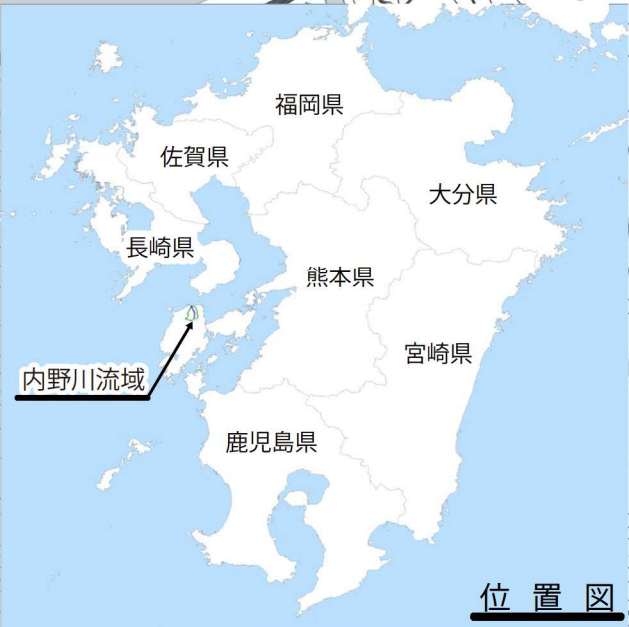 福岡県
佐賀県
大分県
長崎県
熊本県
宮崎県
内野川流域
鹿児島県
位置図